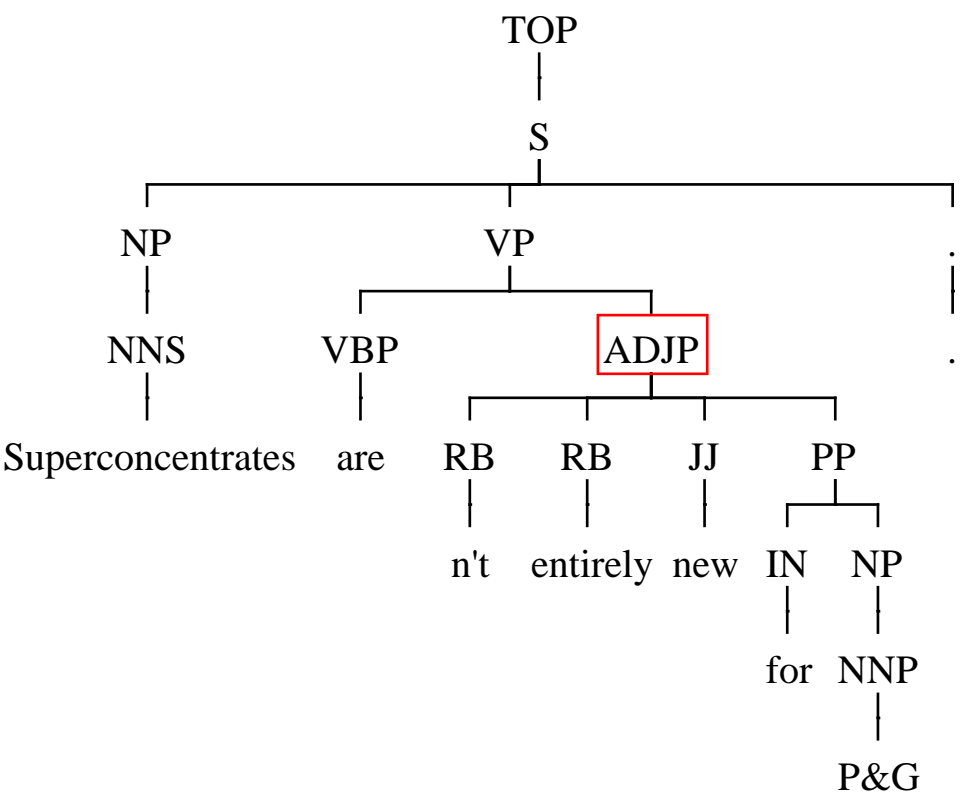 TOP
S
NP VP .
NNS VBP ADJP .
Superconcentrates are RB RB JJ PP
n't entirely new IN NP
for NNP
P&G